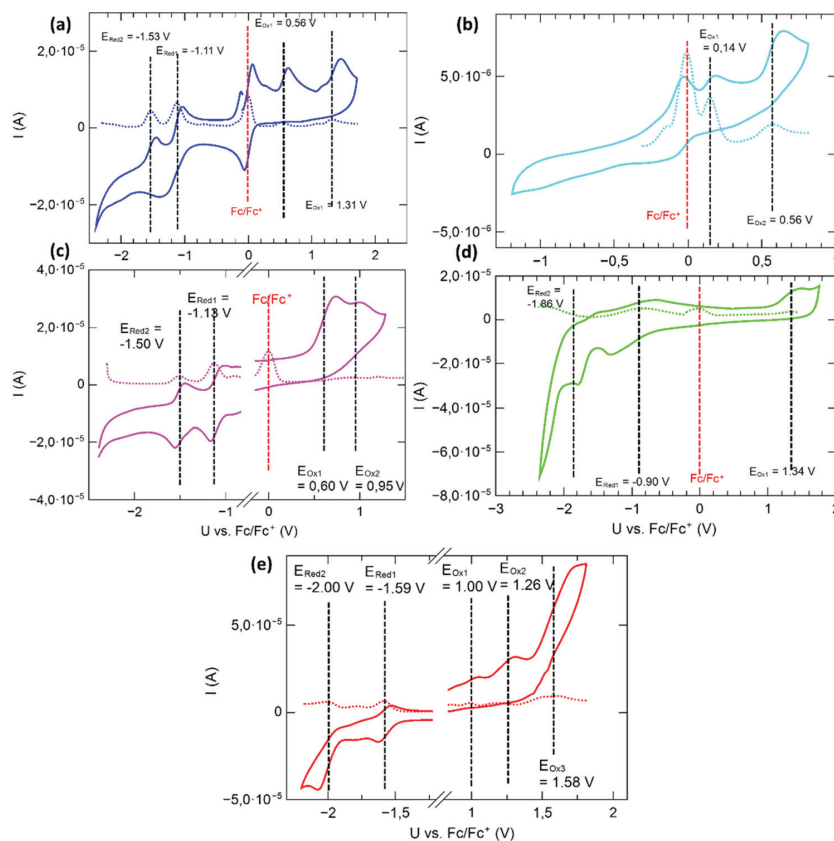 (a)
E_Ox1 = 0.56 V
E_Red2 = -1.53 V
E_Red1 = -1.11 V
2,0·10⁻⁵
0
−2,0·10⁻⁵
I (A)
Fc/Fc⁺
E_Ox1 = 1.31 V
−2
−1
0
1
2
(b)
E_Ox1
= 0,14 V
5,0·10⁻⁶
0
−5,0·10⁻⁶
I (A)
Fc/Fc⁺
E_Ox2 = 0.56 V
−1
−0,5
0
0,5
1
(c)
4,0·10⁻⁵
2,0·10⁻⁵
0
−2,0·10⁻⁵
−4,0·10⁻⁵
I (A)
E_Red1 =
-1.13 V
Fc/Fc⁺
E_Red2 =
-1.50 V
E_Ox1
= 0,60 V
E_Ox2
= 0,95 V
−2
−1
0
1
U vs. Fc/Fc⁺ (V)
(d)
2,0·10⁻⁵
0
−2,0·10⁻⁵
−4,0·10⁻⁵
−6,0·10⁻⁵
−8,0·10⁻⁵
I (A)
E_Red2 =
-1.86 V
E_Red1 = -0.90 V
Fc/Fc⁺
E_Ox1 = 1.34 V
−3
−2
−1
0
1
2
U vs. Fc/Fc⁺ (V)
(e)
E_Red2
= -2.00 V
E_Red1
= -1.59 V
E_Ox1
= 1.00 V
E_Ox2
= 1.26 V
5,0·10⁻⁵
0
−5,0·10⁻⁵
I (A)
E_Ox3
= 1.58 V
−2
−1,5
1
1,5
2
U vs. Fc/Fc⁺ (V)